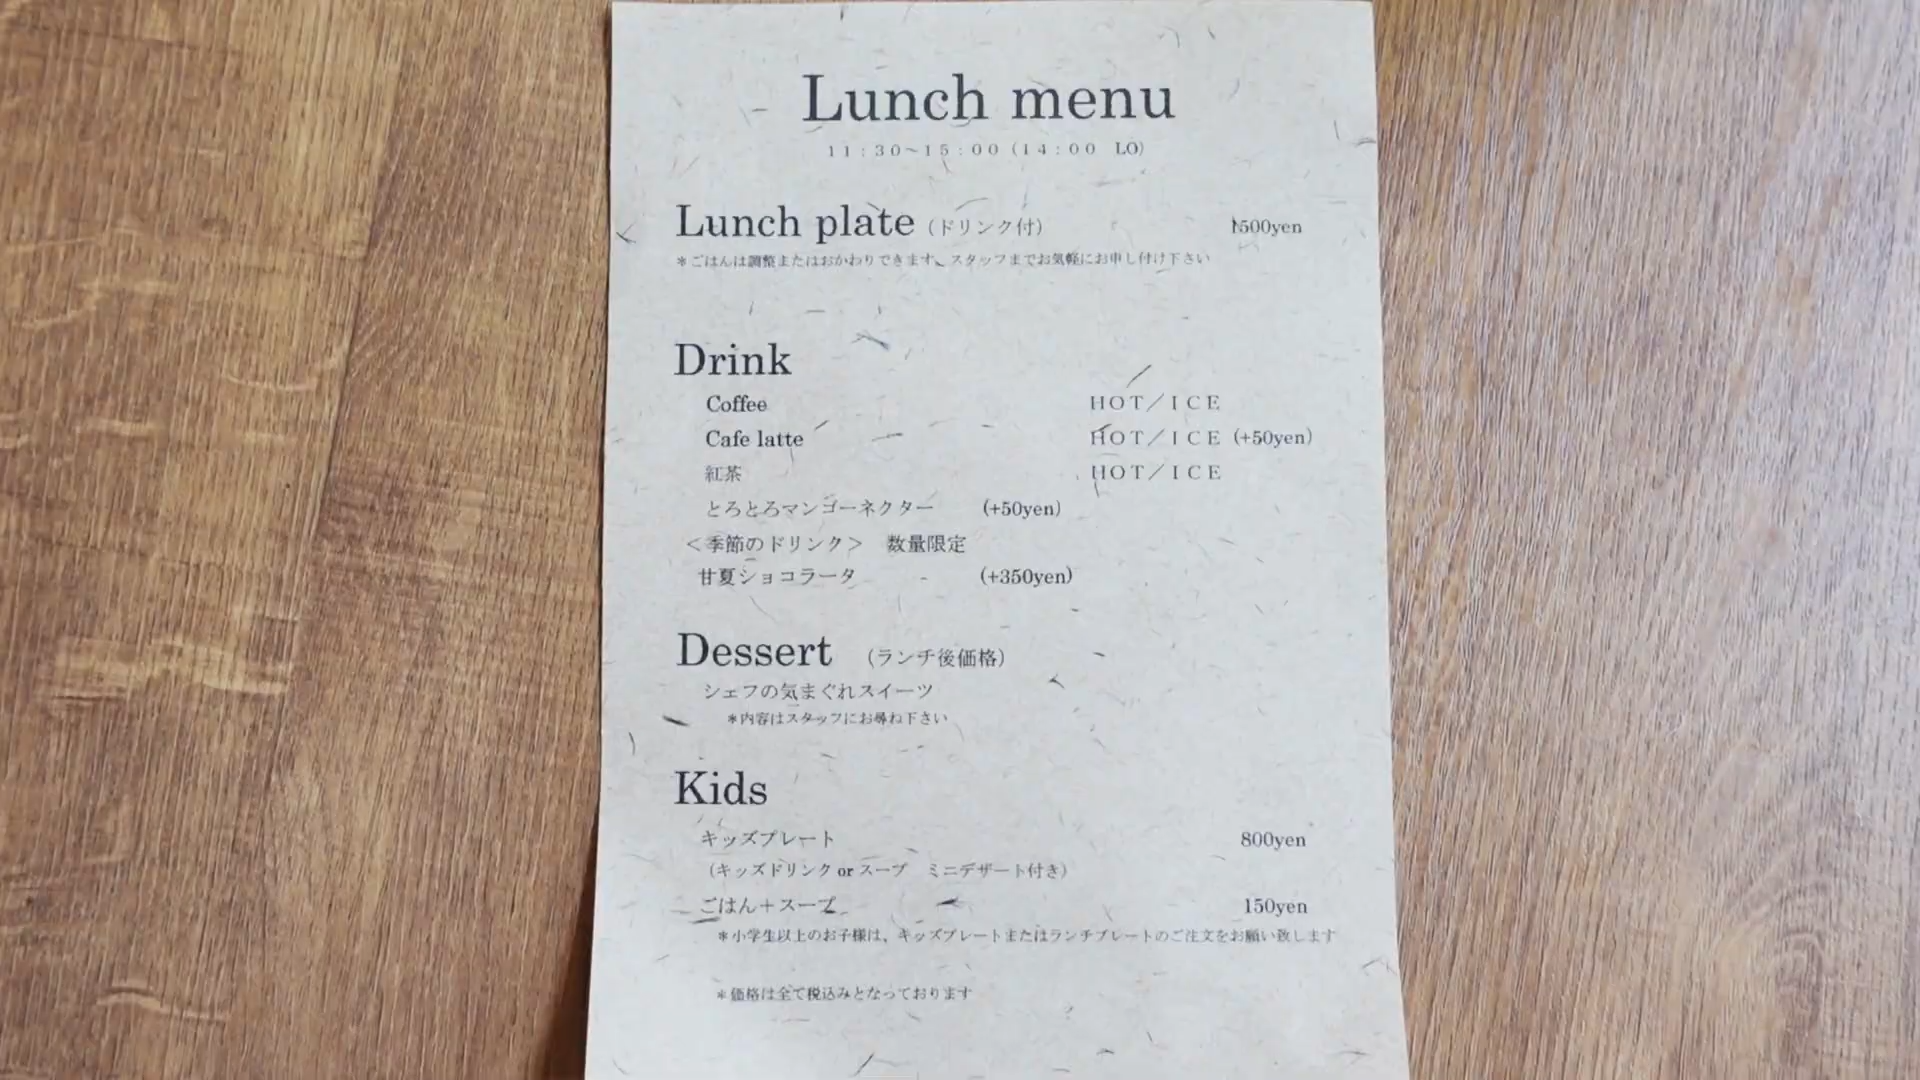 Lunch menu
11:30~15:00（14:00 LO）
Lunch plate（ドリンク付） 1500yen
＊ごはんは調整またはおかわりできます、スタッフまでお気軽にお申し付け下さい
Drink
Coffee HOT／ICE
Cafe latte HOT／ICE (+50yen)
紅茶 HOT／ICE
とろとろマンゴーネクター (+50yen)
＜季節のドリンク＞ 数量限定
甘夏ショコラータ (+350yen)
Dessert （ランチ後価格）
シェフの気まぐれスイーツ
＊内容はスタッフにお尋ね下さい
Kids
キッズプレート 800yen
（キッズドリンク or スープ ミニデザート付き）
ごはん＋スープ 150yen
＊小学生以上のお子様は、キッズプレートまたはランチプレートのご注文をお願い致します
＊価格は全て税込みとなっております